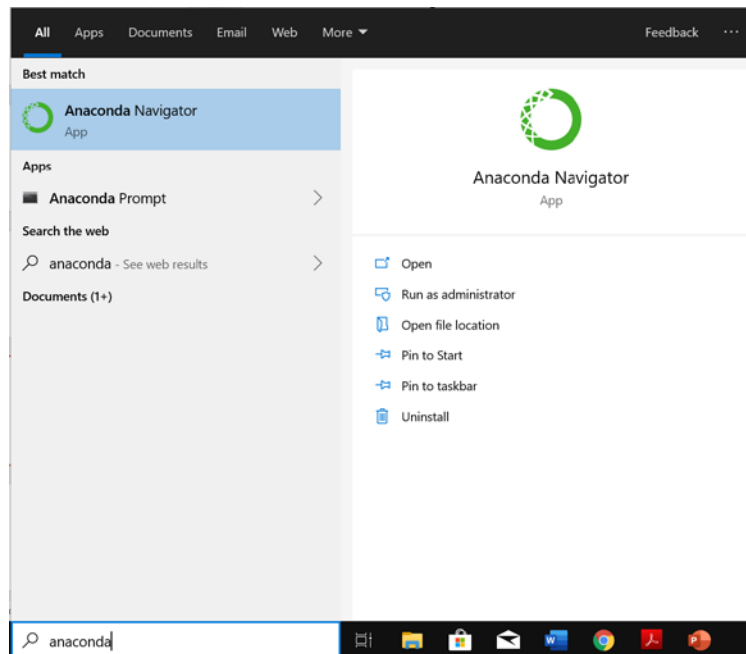 All Apps Documents Email Web More Feedback ...
Best match
Anaconda Navigator
App
Apps
Anaconda Prompt
Search the web
anaconda - See web results
Documents (1+)
Anaconda Navigator
App
Open
Run as administrator
Open file location
Pin to Start
Pin to taskbar
Uninstall
anaconda